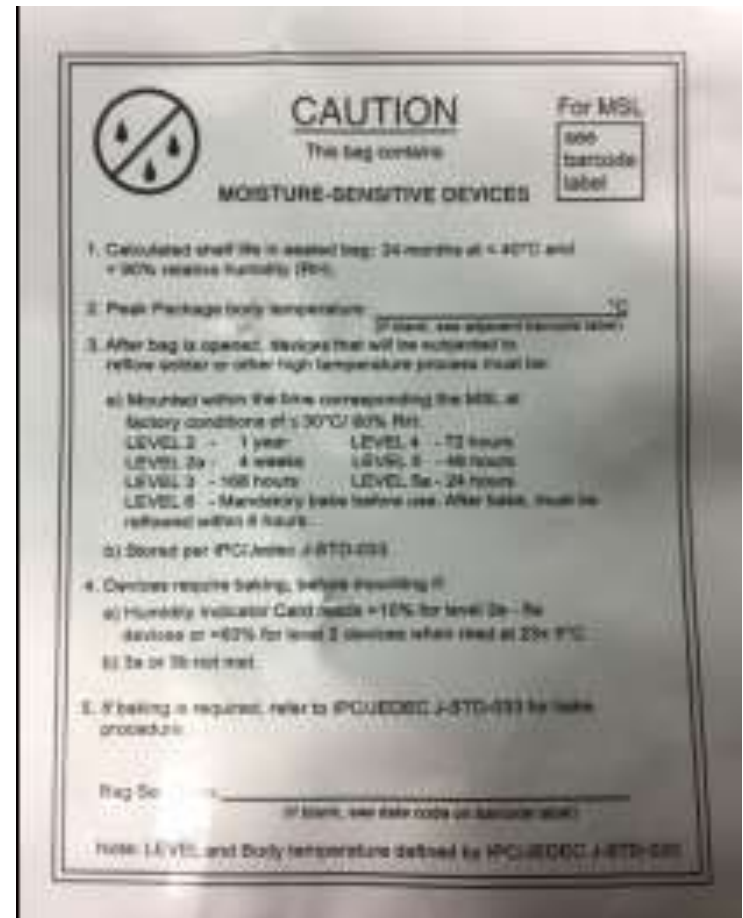 CAUTION
For MSL
see
barcode
label
This bag contains
MOISTURE-SENSITIVE DEVICES
1. Calculated shelf life in sealed bag: 24 months at < 40°C and
< 90% relative humidity (RH).
2. Peak Package body temperature: °C
(If blank, see adjacent barcode label)
3. After bag is opened, devices that will be subjected to
reflow solder or other high temperature process must be:
a) Mounted within the time corresponding the MSL at
factory conditions of ≤ 30°C/ 60% RH.
LEVEL 2 - 1 year LEVEL 4 - 72 hours
LEVEL 2a - 4 weeks LEVEL 5 - 48 hours
LEVEL 3 - 168 hours LEVEL 5a - 24 hours
LEVEL 6 - Mandatory bake before use. After bake, must be
reflowed within 6 hours.
b) Stored per IPC/Jedec J-STD-033
4. Devices require baking, before mounting if:
a) Humidity Indicator Card reads >10% for level 2a - 5a
devices or >60% for level 2 devices when read at 23± 5°C
b) 3a or 3b not met.
5. If baking is required, refer to IPC/JEDEC J-STD-033 for bake
procedure.
Bag
(If blank, see date code on barcode label)
Note: LEVEL and Body temperature defined by IPC/JEDEC J-STD-020